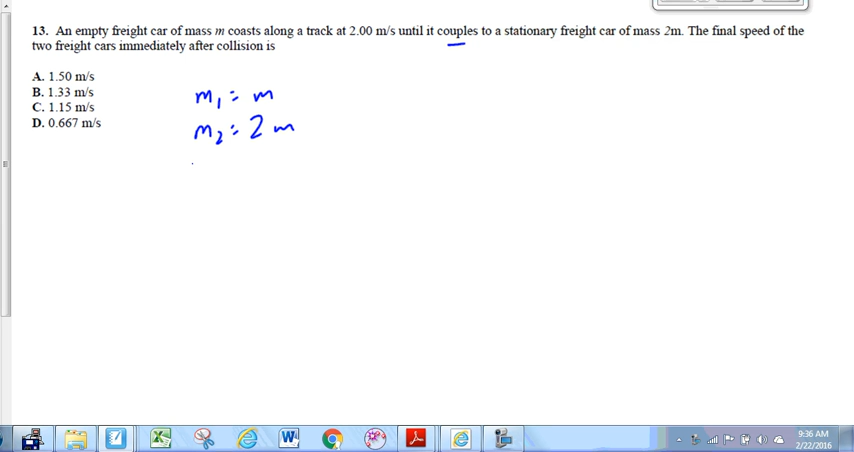 13. An empty freight car of mass m coasts along a track at 2.00 m/s until it couples to a stationary freight car of mass 2m. The final speed of the
two freight cars immediately after collision is
A. 1.50 m/s
B. 1.33 m/s
C. 1.15 m/s
D. 0.667 m/s
m₁ = m
m₂ = 2m
9:36 AM
2/22/2016